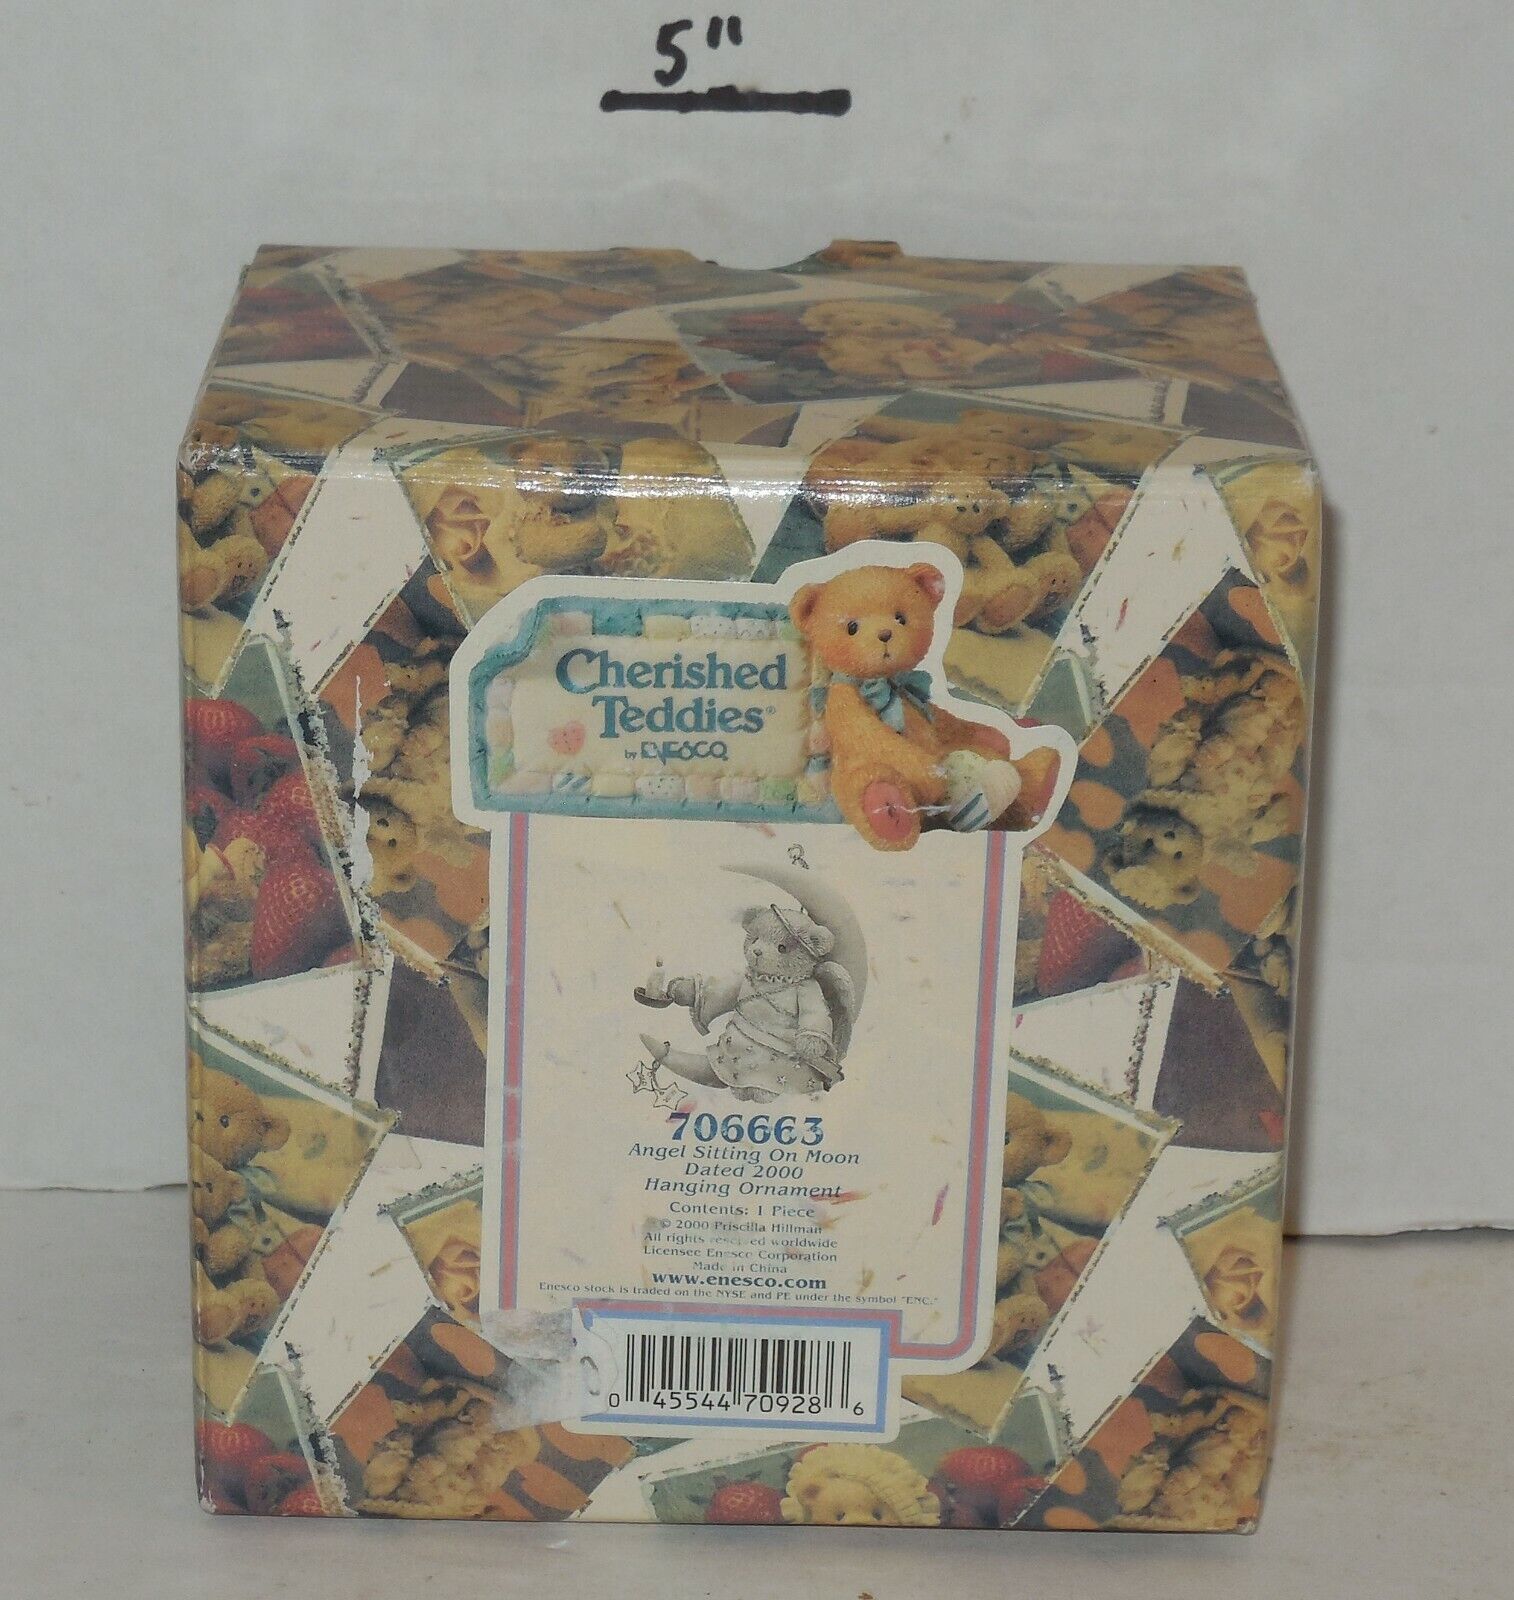 5"
Cherished
Teddies®
by ENESCO
706663
Angel Sitting On Moon
Dated 2000
Hanging Ornament
Contents: 1 Piece
© 2000 Priscilla Hillman
All rights reserved worldwide
Licensee Enesco Corporation
Made in China
www.enesco.com
Enesco stock is traded on the NYSE and PE under the symbol "ENC."
0 45544 70928 6